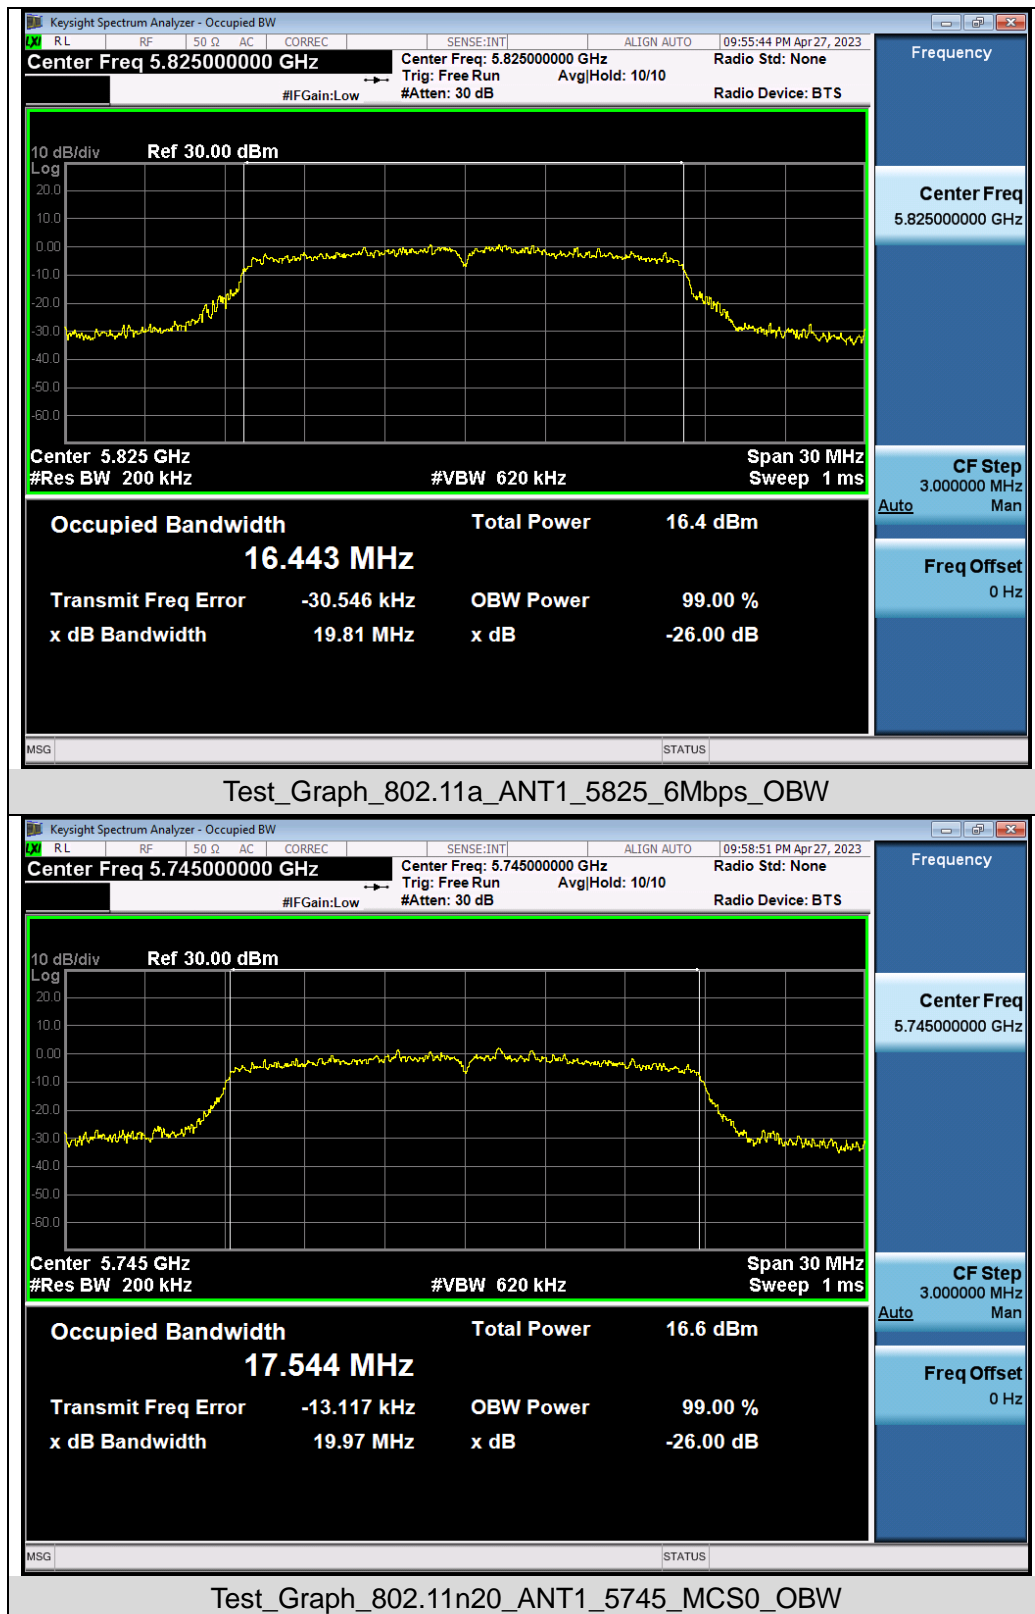 Keysight Spectrum Analyzer - Occupied BW
LXI RL RF 50 Ω AC CORREC SENSE:INT ALIGN AUTO 09:55:44 PM Apr 27, 2023
Center Freq 5.825000000 GHz
Center Freq: 5.825000000 GHz Radio Std: None
Trig: Free Run Avg|Hold: 10/10
#IFGain:Low #Atten: 30 dB Radio Device: BTS
Frequency
10 dB/div Ref 30.00 dBm
Log
20.0
10.0
0.00
-10.0
-20.0
-30.0
-40.0
-50.0
-60.0
Center 5.825 GHz Span 30 MHz
#Res BW 200 kHz #VBW 620 kHz Sweep 1 ms
Center Freq
5.825000000 GHz
CF Step
3.000000 MHz
Auto Man
Freq Offset
0 Hz
Occupied Bandwidth Total Power 16.4 dBm
16.443 MHz
Transmit Freq Error -30.546 kHz OBW Power 99.00 %
x dB Bandwidth 19.81 MHz x dB -26.00 dB
MSG STATUS
Test_Graph_802.11a_ANT1_5825_6Mbps_OBW
Keysight Spectrum Analyzer - Occupied BW
LXI RL RF 50 Ω AC CORREC SENSE:INT ALIGN AUTO 09:58:51 PM Apr 27, 2023
Center Freq 5.745000000 GHz
Center Freq: 5.745000000 GHz Radio Std: None
Trig: Free Run Avg|Hold: 10/10
#IFGain:Low #Atten: 30 dB Radio Device: BTS
Frequency
10 dB/div Ref 30.00 dBm
Log
20.0
10.0
0.00
-10.0
-20.0
-30.0
-40.0
-50.0
-60.0
Center 5.745 GHz Span 30 MHz
#Res BW 200 kHz #VBW 620 kHz Sweep 1 ms
Center Freq
5.745000000 GHz
CF Step
3.000000 MHz
Auto Man
Freq Offset
0 Hz
Occupied Bandwidth Total Power 16.6 dBm
17.544 MHz
Transmit Freq Error -13.117 kHz OBW Power 99.00 %
x dB Bandwidth 19.97 MHz x dB -26.00 dB
MSG STATUS
Test_Graph_802.11n20_ANT1_5745_MCS0_OBW